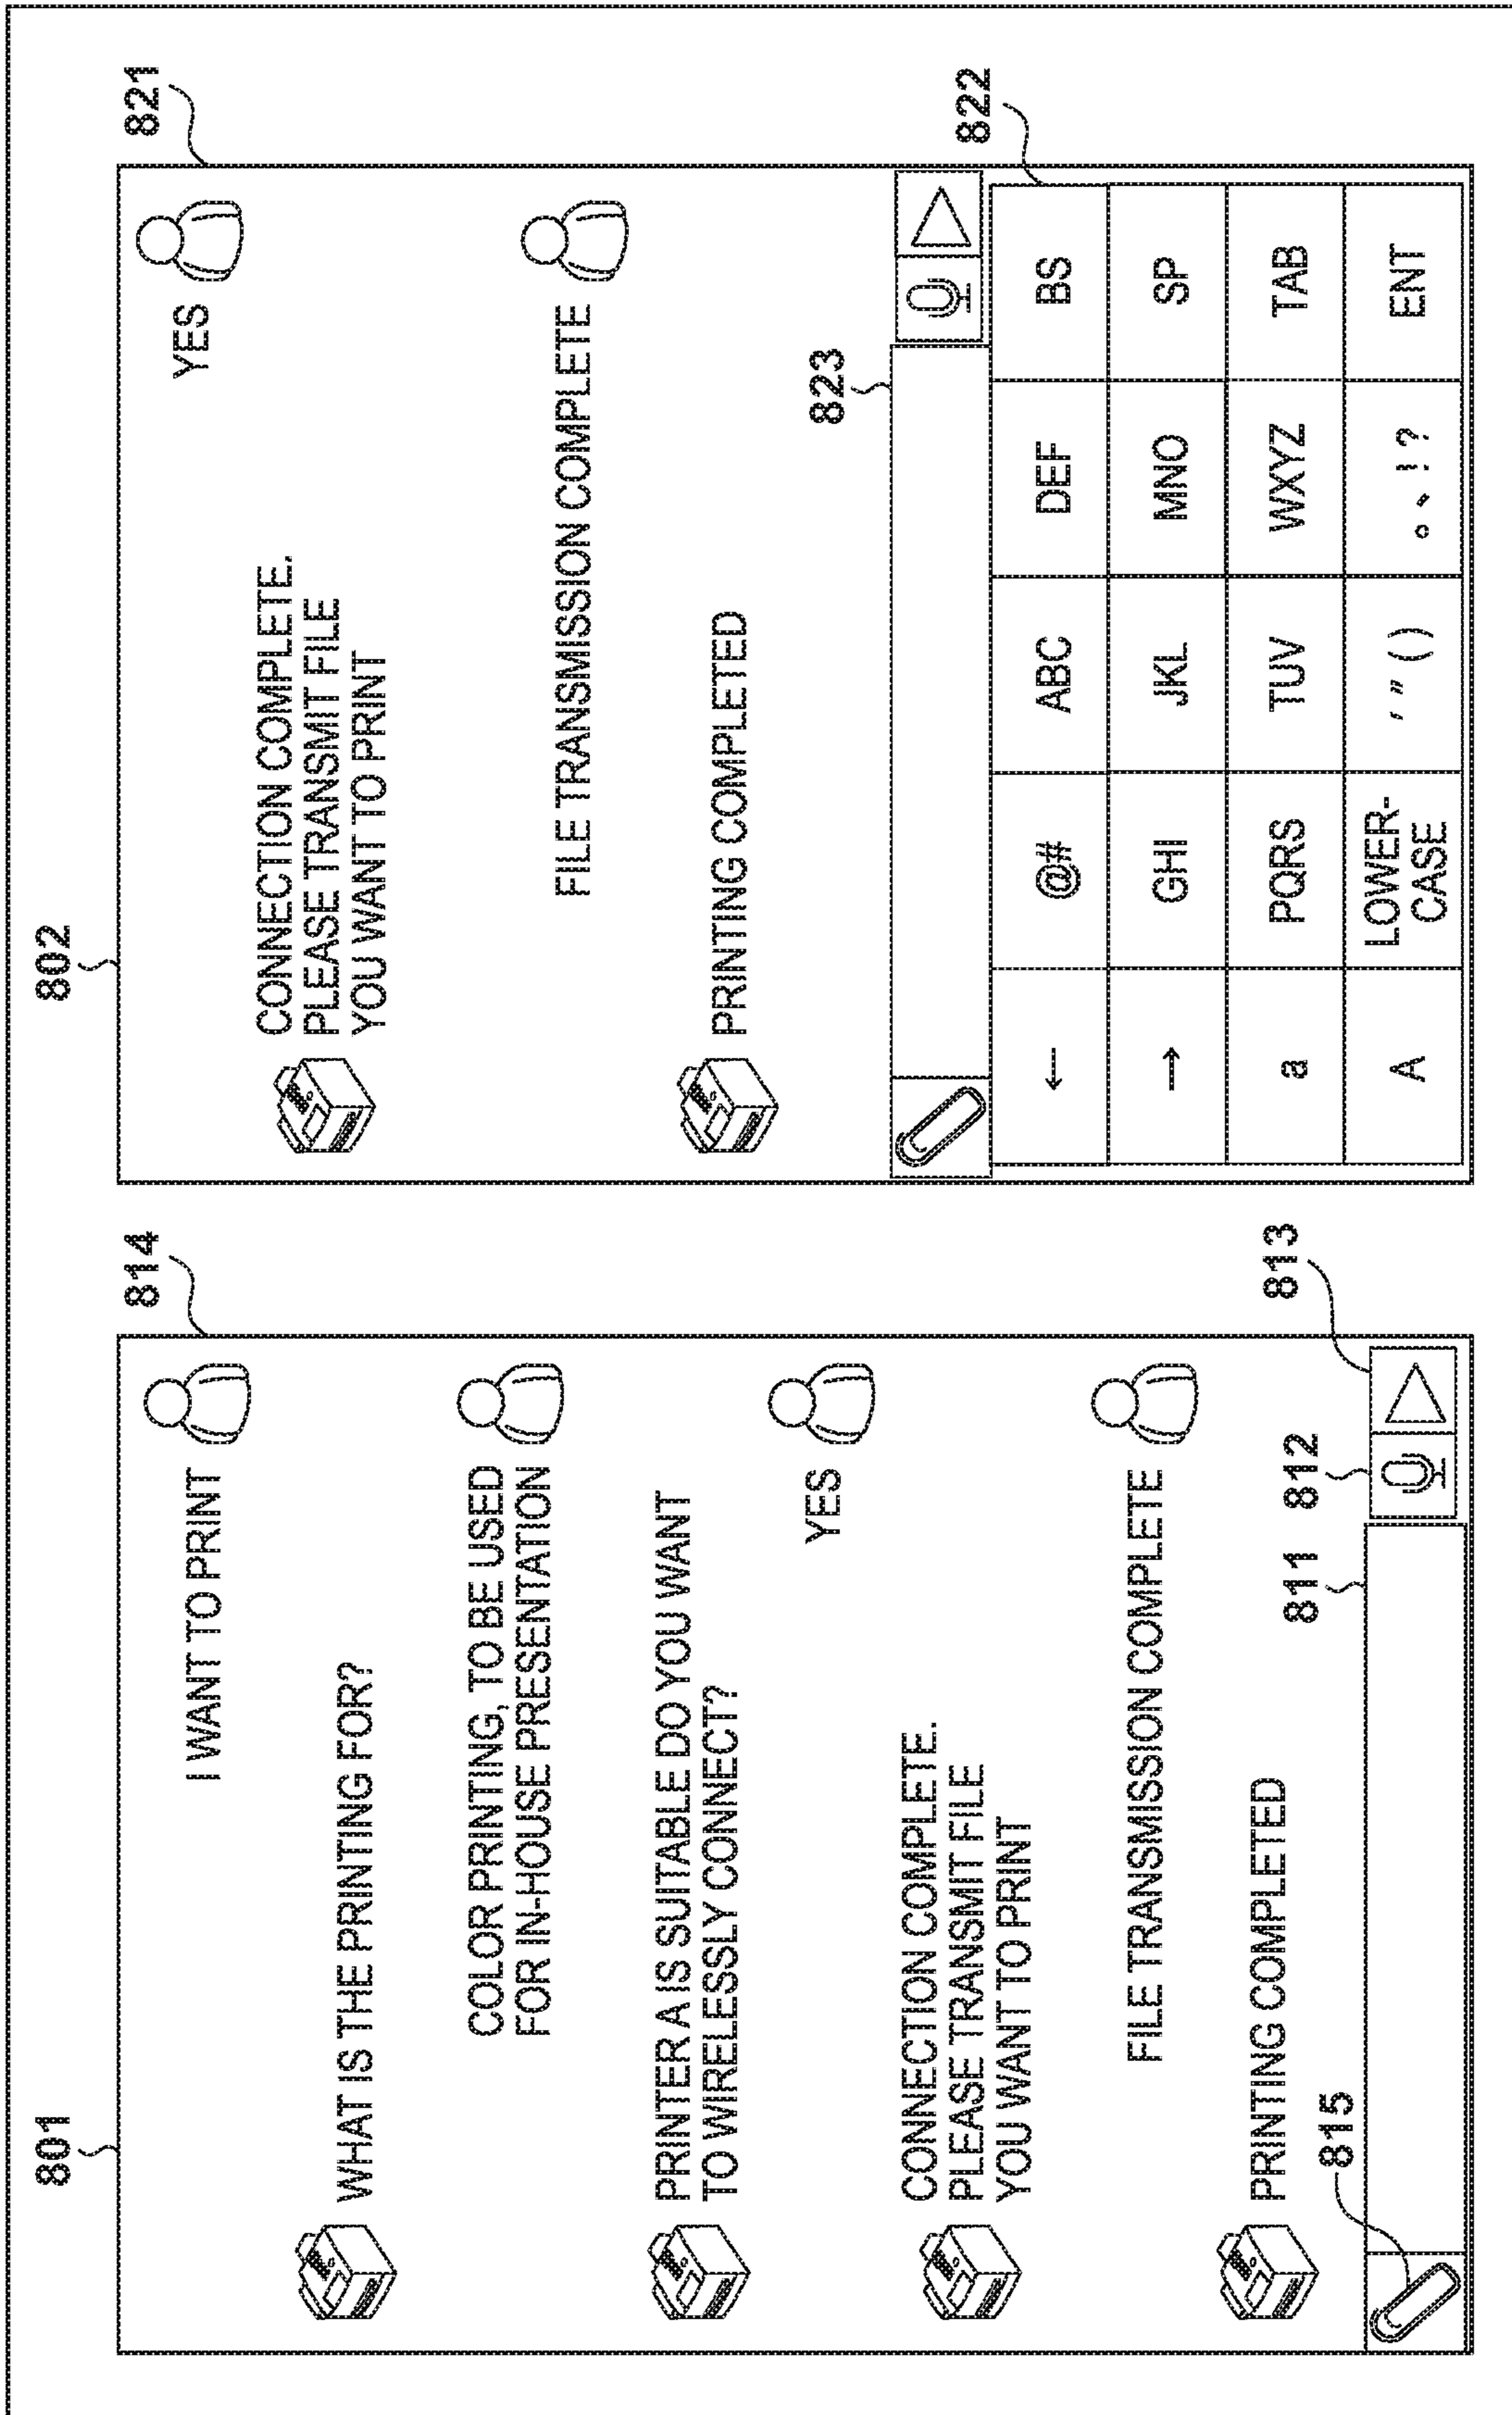 801
814
I WANT TO PRINT
WHAT IS THE PRINTING FOR?
COLOR PRINTING, TO BE USED
FOR IN-HOUSE PRESENTATION
PRINTER A IS SUITABLE DO YOU WANT
TO WIRELESSLY CONNECT?
YES
CONNECTION COMPLETE.
PLEASE TRANSMIT FILE
YOU WANT TO PRINT
FILE TRANSMISSION COMPLETE
PRINTING COMPLETED
815
811
812
813
802
821
YES
CONNECTION COMPLETE.
PLEASE TRANSMIT FILE
YOU WANT TO PRINT
FILE TRANSMISSION COMPLETE
PRINTING COMPLETED
823
822
← @# ABC DEF BS
→ GHI JKL MNO SP
a PQRS TUV WXYZ TAB
A LOWER-
CASE ′ ″ ( ) 。 、 ! ? ENT